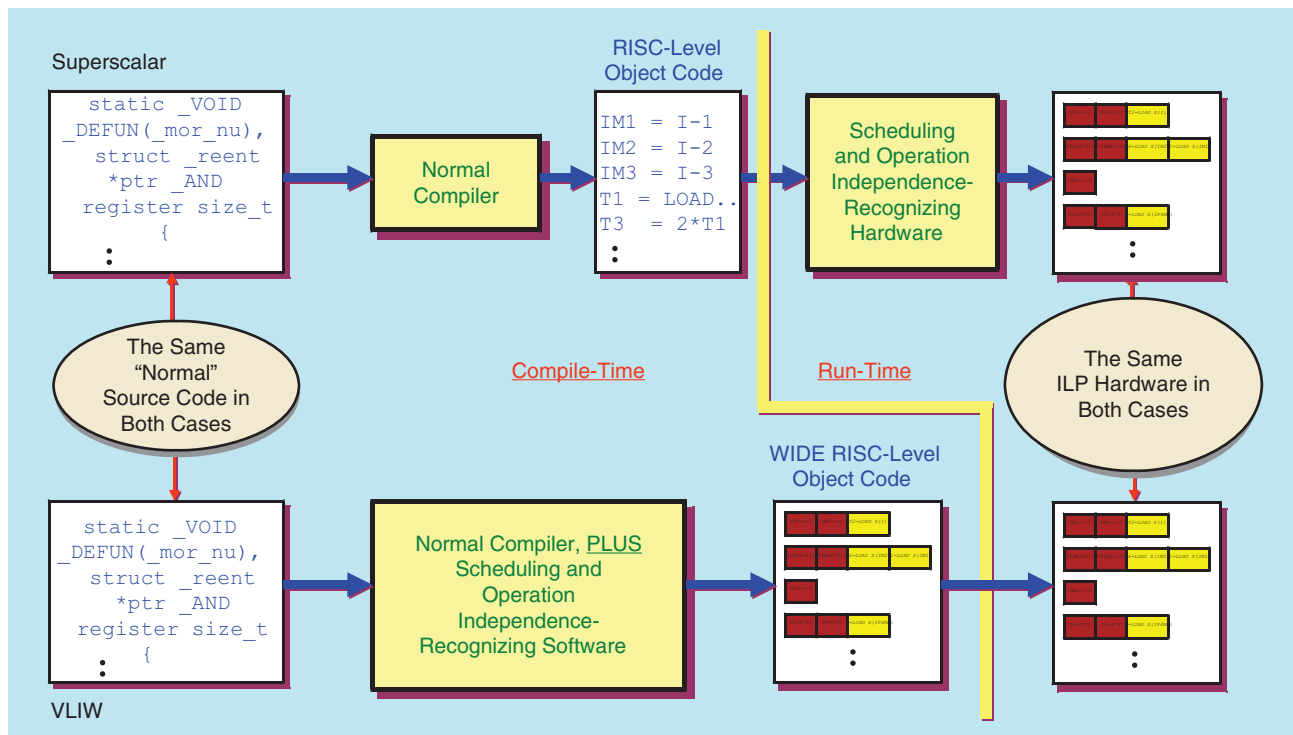 Superscalar
static _VOID
_DEFUN(_mor_nu),
struct _reent
*ptr _AND
register size_t
{
:
Normal
Compiler
RISC-Level
Object Code
IM1 = I-1
IM2 = I-2
IM3 = I-3
T1 = LOAD..
T3 = 2*T1
:
Scheduling
and Operation
Independence-
Recognizing
Hardware
:
The Same
“Normal”
Source Code in
Both Cases
Compile-Time
Run-Time
The Same
ILP Hardware in
Both Cases
static _VOID
_DEFUN(_mor_nu),
struct _reent
*ptr _AND
register size_t
{
:
Normal Compiler, PLUS
Scheduling and
Operation
Independence-
Recognizing Software
WIDE RISC-Level
Object Code
:
:
VLIW